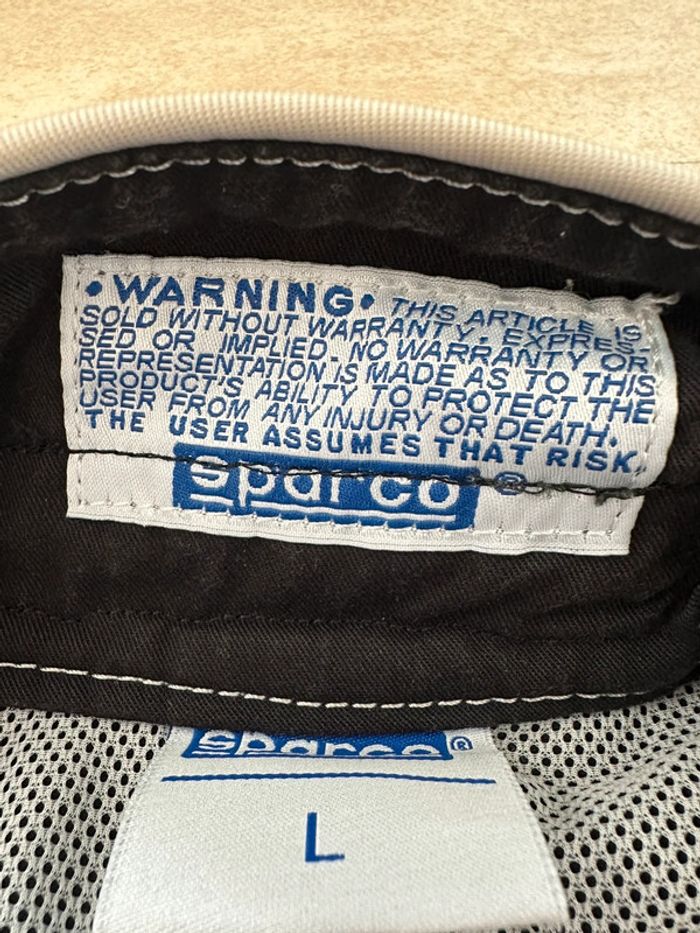 • WARNING • THIS ARTICLE IS
SOLD WITHOUT WARRANTY, EXPRES-
SED OR IMPLIED. NO WARRANTY OR
REPRESENTATION IS MADE AS TO THIS
PRODUCT'S ABILITY TO PROTECT THE
USER FROM ANY INJURY OR DEATH.
THE USER ASSUMES THAT RISK.
sparco ®
sparco ®
L